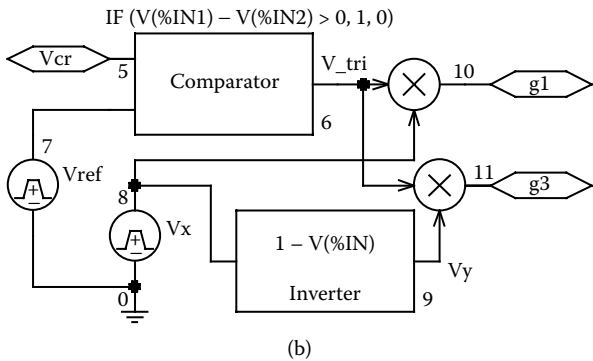 IF (V(%IN1) – V(%IN2) > 0, 1, 0)
Vcr
5
Comparator
V_tri
10
g1
6
7
Vref
8
Vx
11
g3
1 – V(%IN)
Inverter
Vy
9
0
(b)